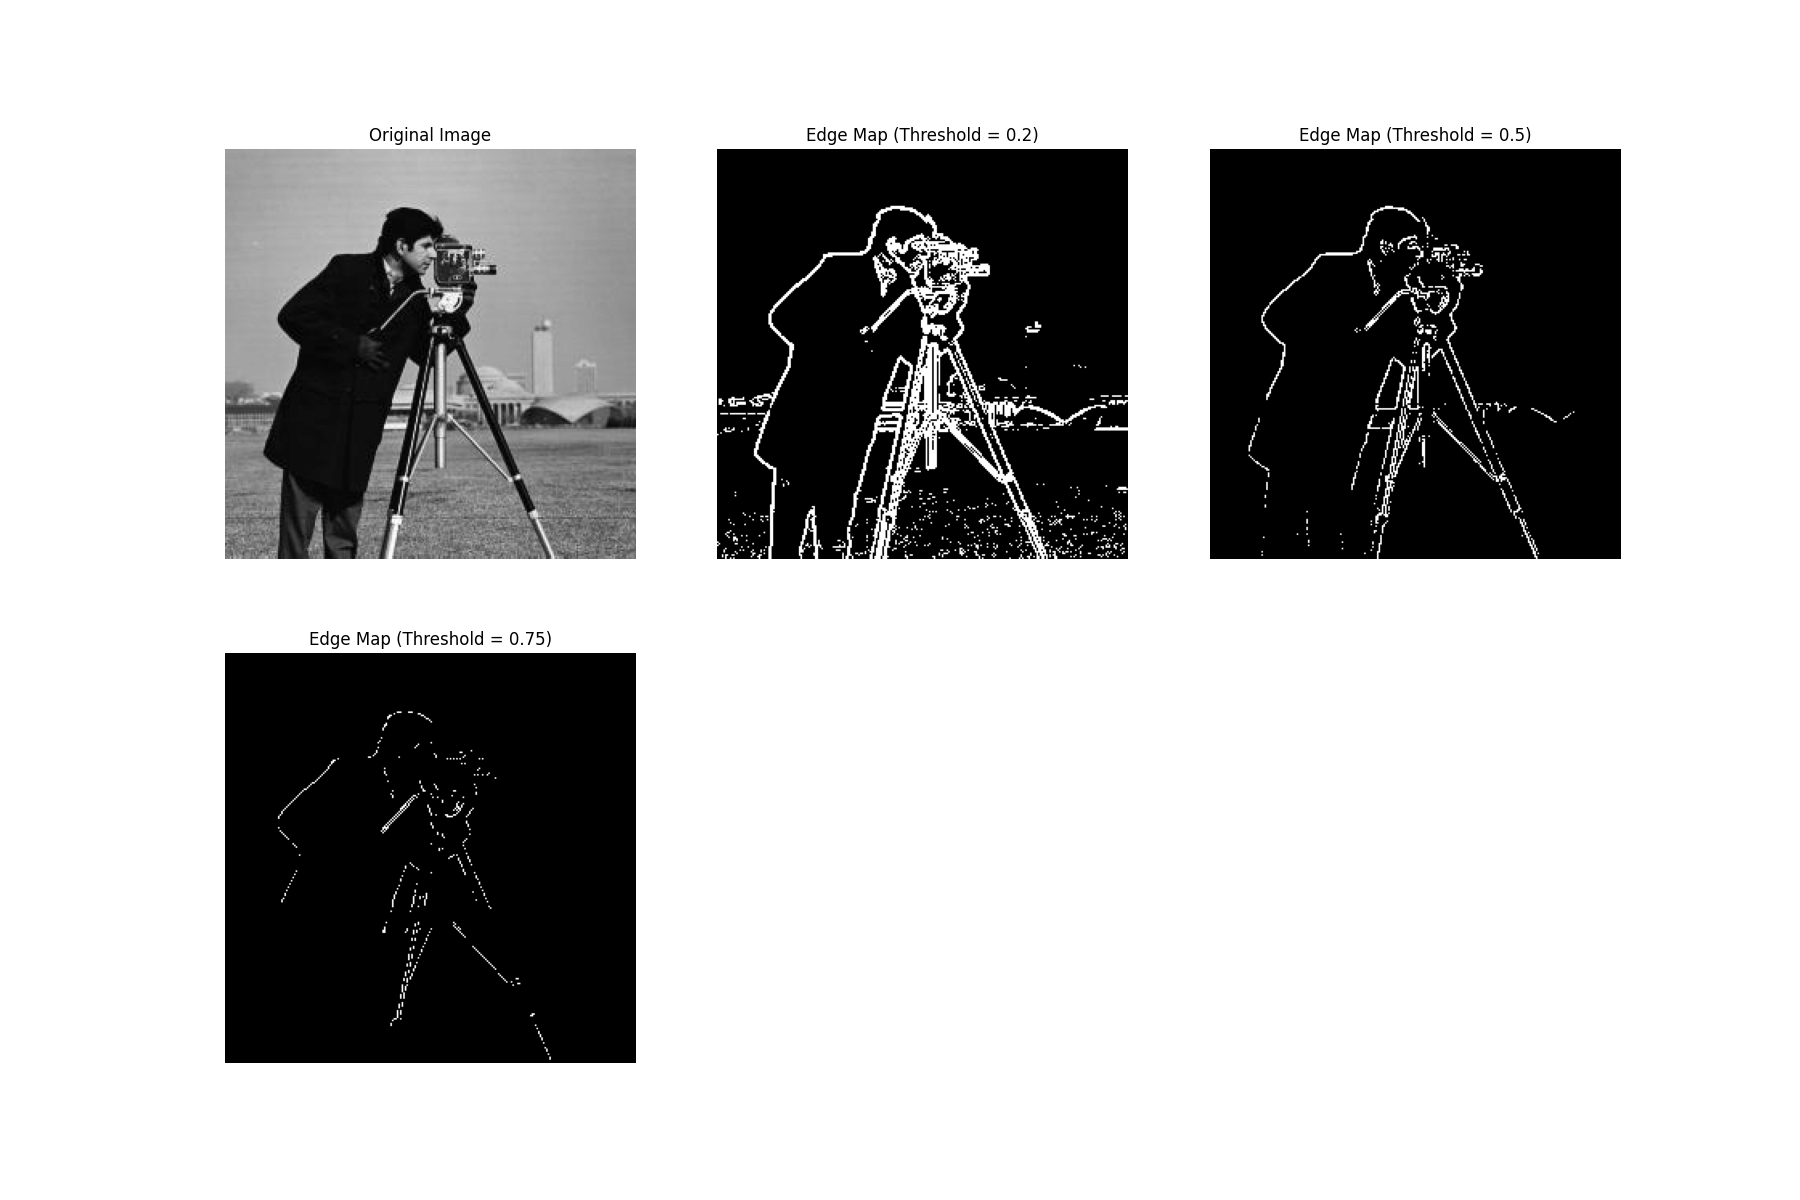 Original Image
Edge Map (Threshold = 0.2)
Edge Map (Threshold = 0.5)
Edge Map (Threshold = 0.75)